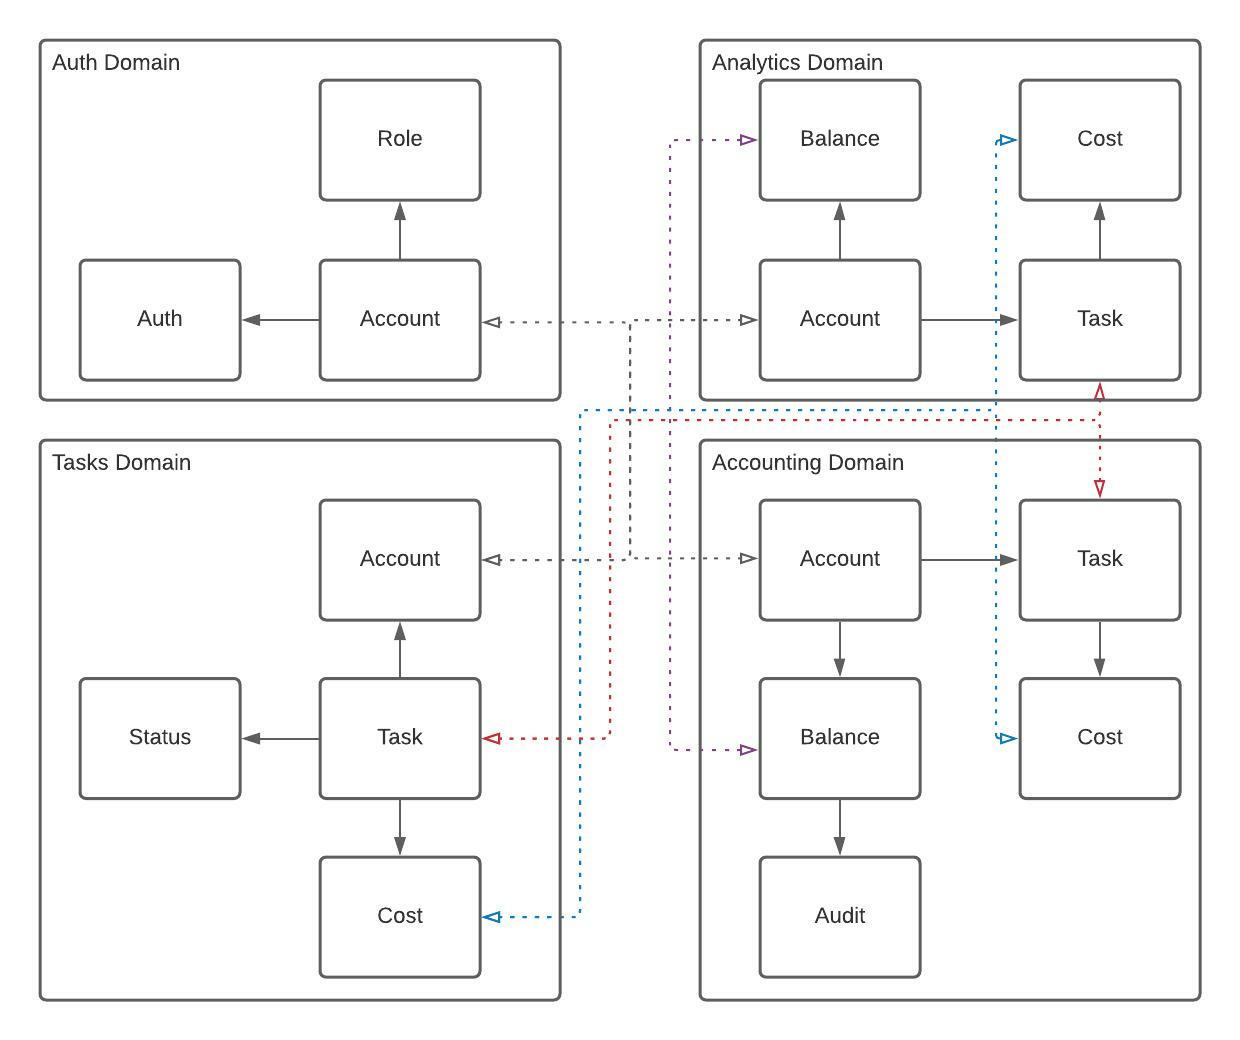 Auth Domain
Role
Auth
Account
Analytics Domain
Balance
Cost
Account
Task
Tasks Domain
Account
Status
Task
Cost
Accounting Domain
Account
Task
Balance
Cost
Audit